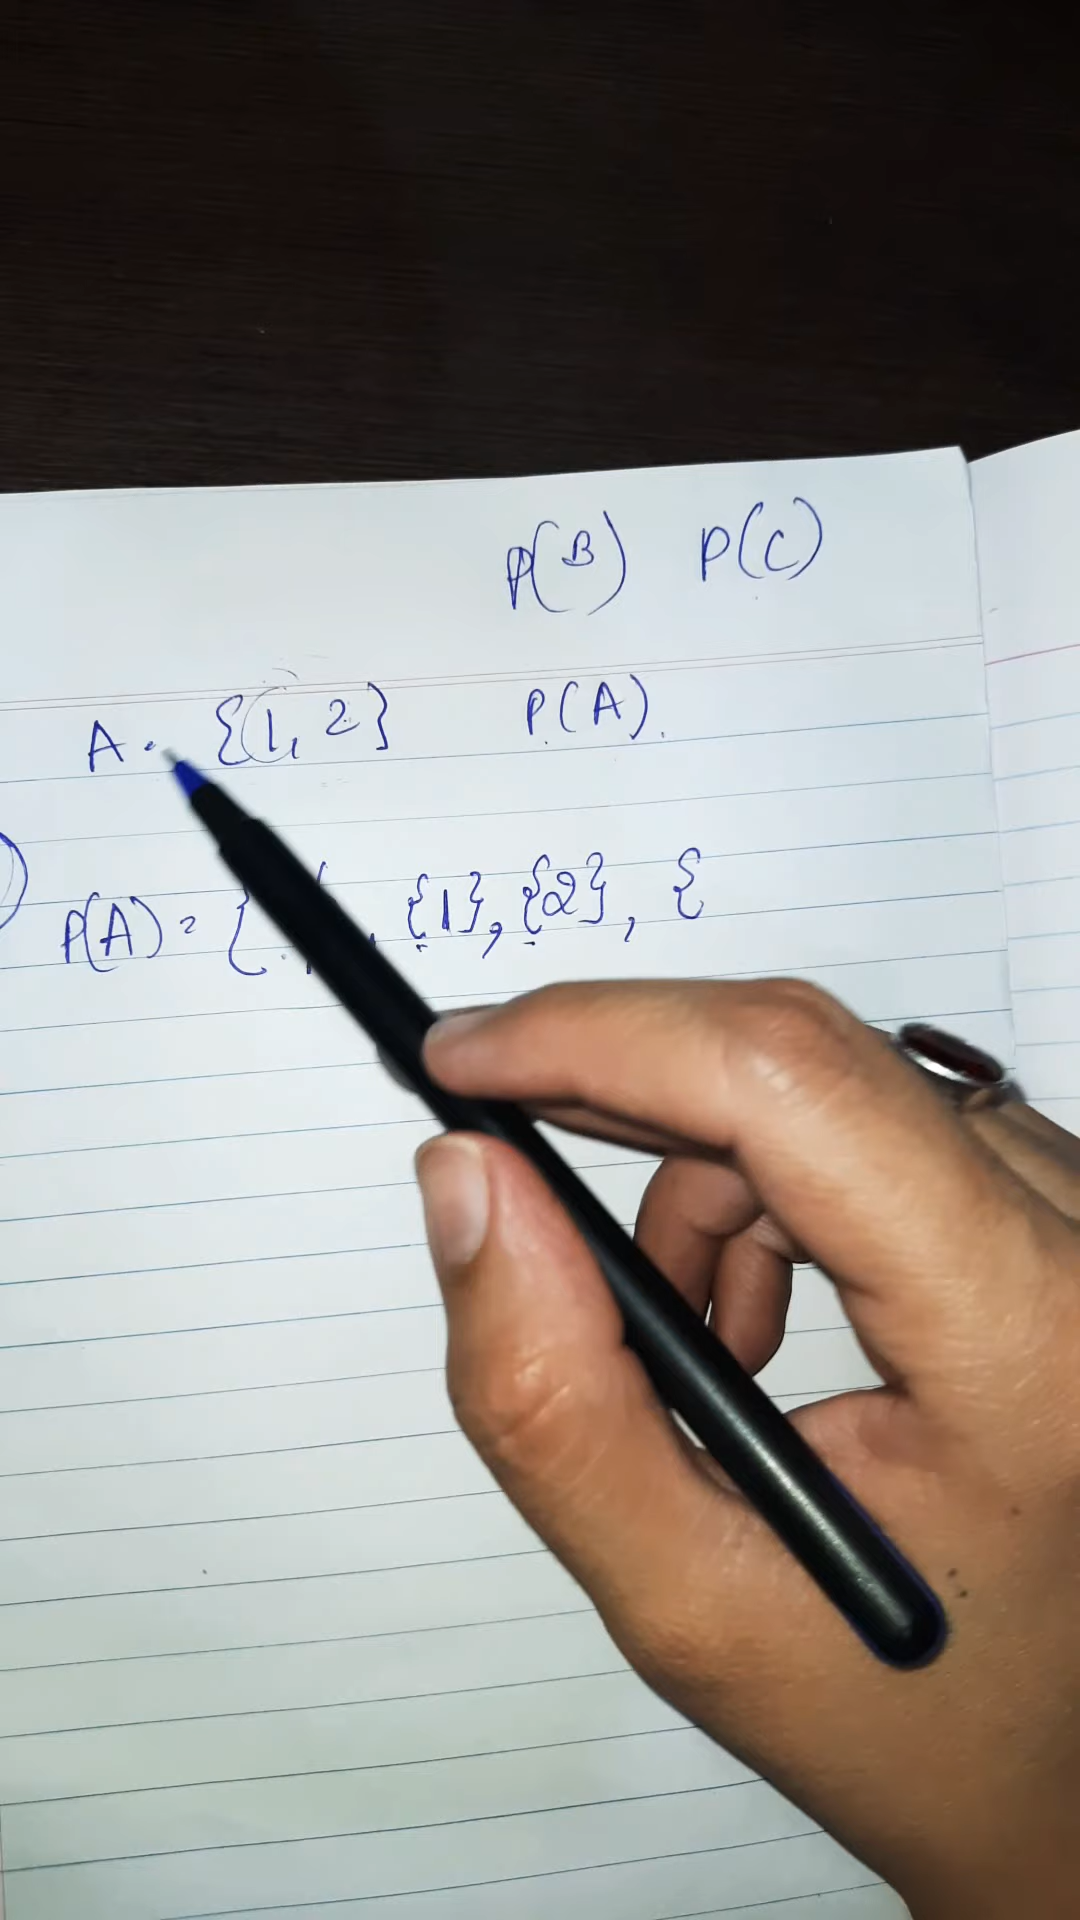 P(B) P(C)
A = {1, 2} P(A).
P(A) = { , {1}, {2}, {